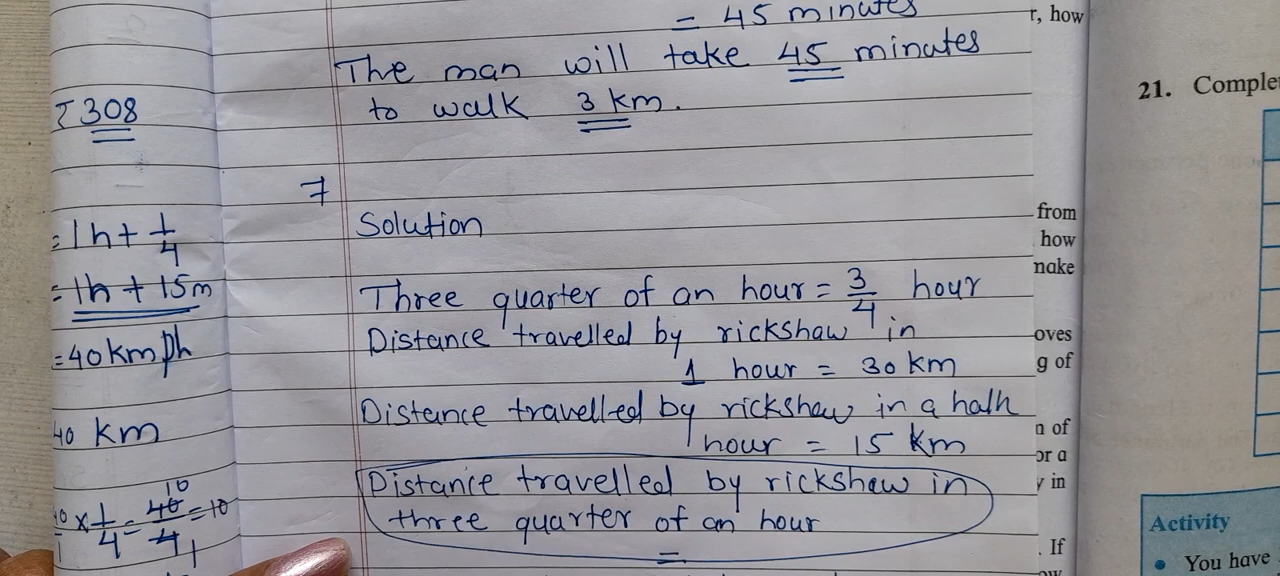 = 45 minutes
The man will take 45 minutes
to walk 3 km.
7
Solution
Three quarter of an hour = 3/4 hour
Distance travelled by rickshaw in
1 hour = 30 km
Distance travelled by rickshaw in a halh
hour = 15 km
Distance travelled by rickshaw in
three quarter of an hour
=
₹ 308
= 1h + 1/4
= 1h + 15m
= 40 kmph
40 km
x 1/4 = 40/4 = 10
10
1
r, how
from
how
make
oves
g of
n of
or a
y in
. If
21. Comple
Activity
• You have